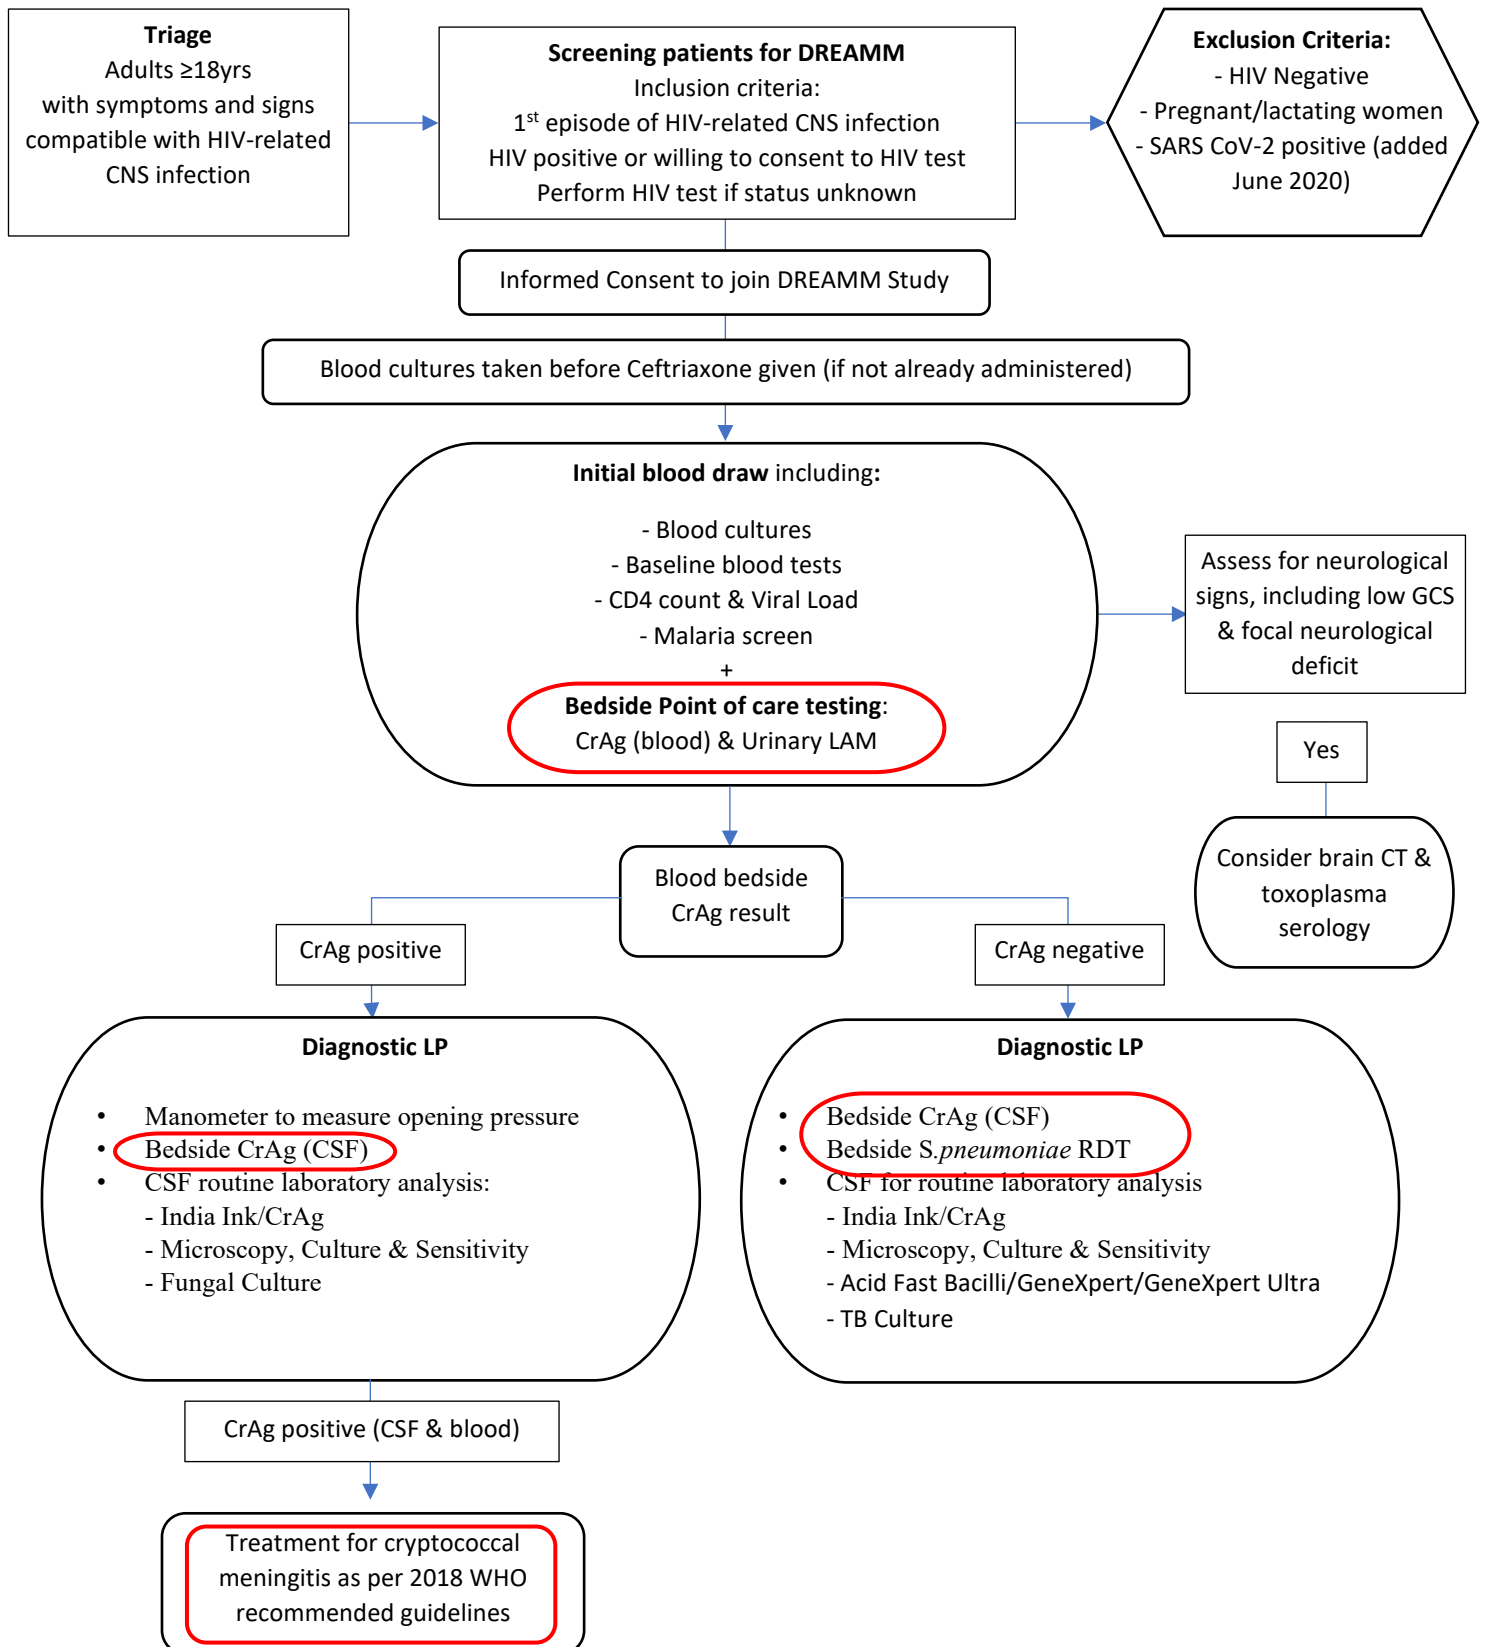 Triage
Adults ≥18yrs
with symptoms and signs
compatible with HIV-related
CNS infection
Screening patients for DREAMM
Inclusion criteria:
1st episode of HIV-related CNS infection
HIV positive or willing to consent to HIV test
Perform HIV test if status unknown
Exclusion Criteria:
- HIV Negative
- Pregnant/lactating women
- SARS CoV-2 positive (added
June 2020)
Informed Consent to join DREAMM Study
Blood cultures taken before Ceftriaxone given (if not already administered)
Initial blood draw including:
- Blood cultures
- Baseline blood tests
- CD4 count & Viral Load
- Malaria screen
+
Bedside Point of care testing:
CrAg (blood) & Urinary LAM
Assess for neurological
signs, including low GCS
& focal neurological
deficit
Yes
Consider brain CT &
toxoplasma
serology
Blood bedside
CrAg result
CrAg positive
CrAg negative
Diagnostic LP
• Manometer to measure opening pressure
• Bedside CrAg (CSF)
• CSF routine laboratory analysis:
- India Ink/CrAg
- Microscopy, Culture & Sensitivity
- Fungal Culture
Diagnostic LP
• Bedside CrAg (CSF)
• Bedside S.pneumoniae RDT
• CSF for routine laboratory analysis
- India Ink/CrAg
- Microscopy, Culture & Sensitivity
- Acid Fast Bacilli/GeneXpert/GeneXpert Ultra
- TB Culture
CrAg positive (CSF & blood)
Treatment for cryptococcal
meningitis as per 2018 WHO
recommended guidelines